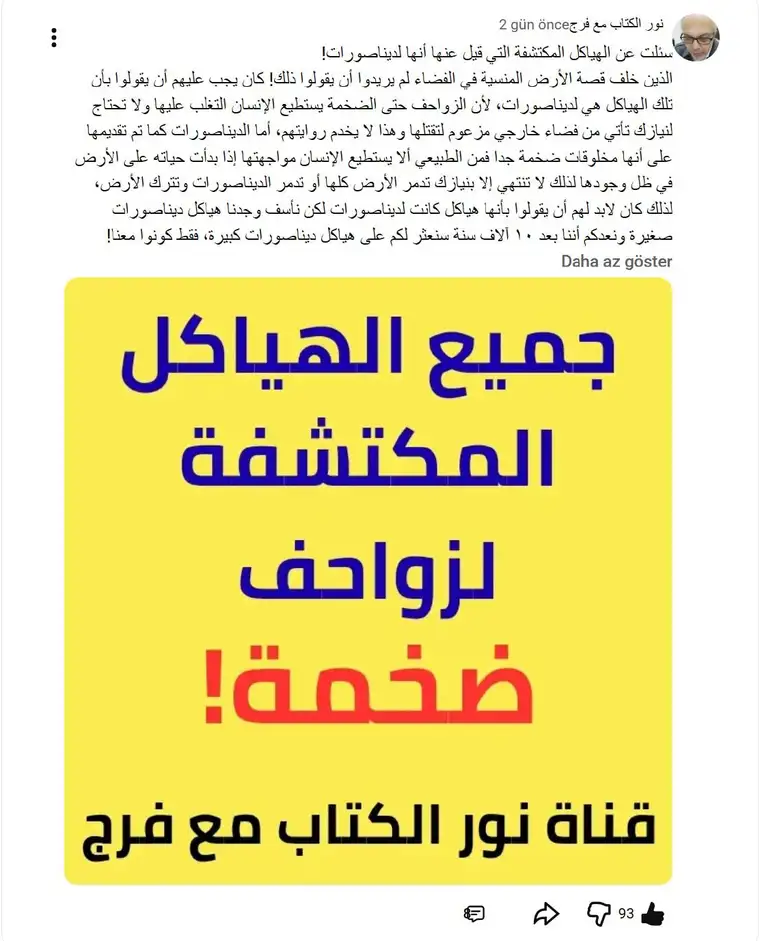 نور الكتاب مع فرج 2 gün önce
سئلت عن الهياكل المكتشفة التي قيل عنها أنها لديناصورات!
الذين خلف قصة الأرض المنسية في الفضاء لم يريدوا أن يقولوا ذلك! كان يجب عليهم أن يقولوا بأن
تلك الهياكل هي لديناصورات، لأن الزواحف حتى الضخمة يستطيع الإنسان التغلب عليها ولا تحتاج
لنيازك تأتي من فضاء خارجي مزعوم لتقتلها وهذا لا يخدم روايتهم، أما الديناصورات كما تم تقديمها
على أنها مخلوقات ضخمة جدا فمن الطبيعي ألا يستطيع الإنسان مواجهتها إذا بدأت حياته على الأرض
في ظل وجودها لذلك لا تنتهي إلا بنيازك تدمر الأرض كلها أو تدمر الديناصورات وتترك الأرض،
لذلك كان لابد لهم أن يقولوا بأنها هياكل كانت لديناصورات لكن نأسف وجدنا هياكل ديناصورات
صغيرة ونعدكم أننا بعد ١٠ آلاف سنة سنعثر لكم على هياكل ديناصورات كبيرة، فقط كونوا معنا!
Daha az göster
جميع الهياكل
المكتشفة
لزواحف
ضخمة!
قناة نور الكتاب مع فرج
93